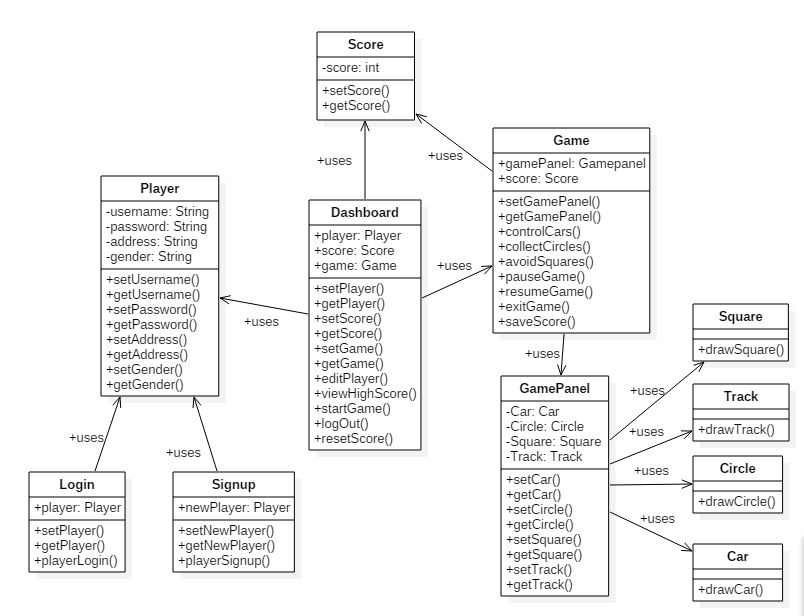 Score
-score: int
+setScore()
+getScore()
+uses
+uses
Game
+gamePanel: Gamepanel
+score: Score
+setGamePanel()
+getGamePanel()
+controlCars()
+collectCircles()
+avoidSquares()
+pauseGame()
+resumeGame()
+exitGame()
+saveScore()
Player
-username: String
-password: String
-address: String
-gender: String
+setUsername()
+getUsername()
+setPassword()
+getPassword()
+setAddress()
+getAddress()
+setGender()
+getGender()
Dashboard
+player: Player
+score: Score
+game: Game
+setPlayer()
+getPlayer()
+setScore()
+getScore()
+setGame()
+getGame()
+editPlayer()
+viewHighScore()
+startGame()
+logOut()
+resetScore()
+uses
+uses
+uses
GamePanel
-Car: Car
-Circle: Circle
-Square: Square
-Track: Track
+setCar()
+getCar()
+setCircle()
+getCircle()
+setSquare()
+getSquare()
+setTrack()
+getTrack()
+uses
+uses
+uses
+uses
Square
+drawSquare()
Track
+drawTrack()
Circle
+drawCircle()
Car
+drawCar()
+uses
+uses
Login
+player: Player
+setPlayer()
+getPlayer()
+playerLogin()
Signup
+newPlayer: Player
+setNewPlayer()
+getNewPlayer()
+playerSignup()